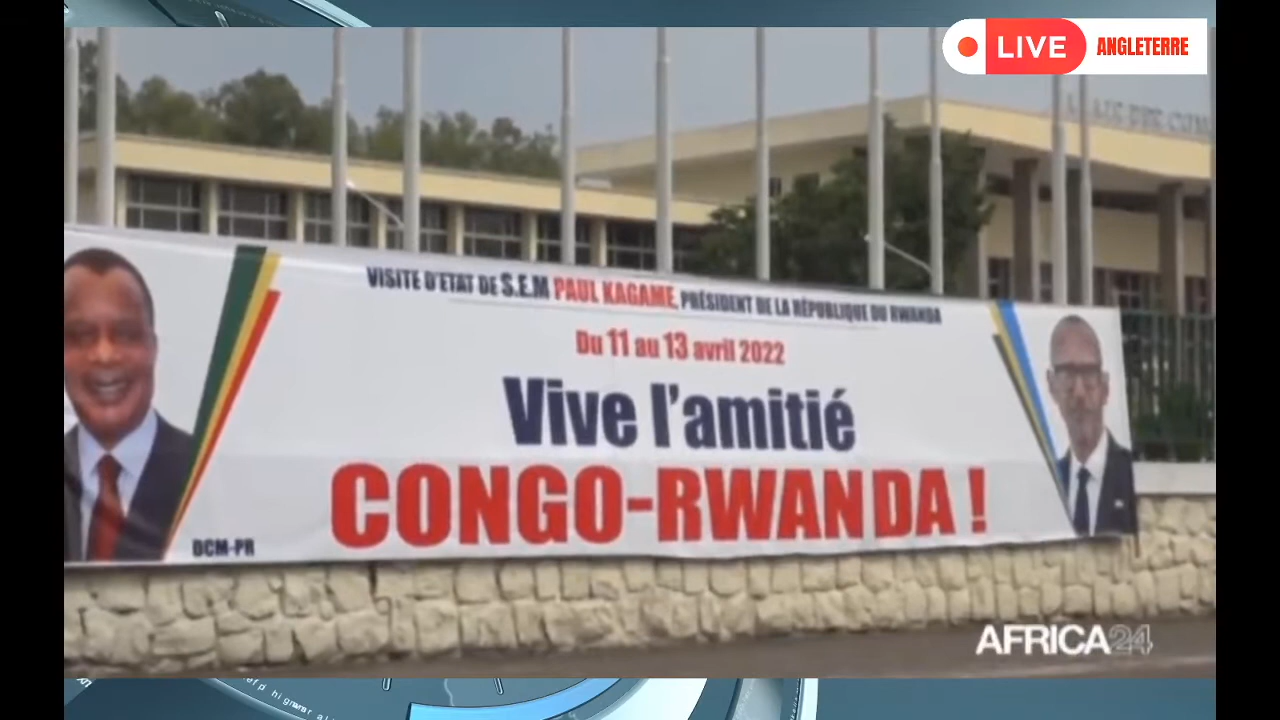 LIVE ANGLETERRE
VISITE D'ETAT DE S.E.M PAUL KAGAME, PRÉSIDENT DE LA RÉPUBLIQUE DU RWANDA
Du 11 au 13 avril 2022
Vive l'amitié
CONGO-RWANDA !
DCM-PR
AFRICA24